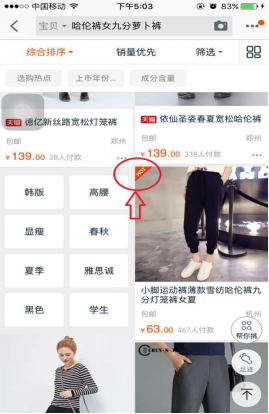 中国移动 下午5:03 83%
宝贝 哈伦裤女九分萝卜裤
综合排序 销量优先 筛选
选购热点 上市年份... 成分含量
天猫 德亿新丝路宽松灯笼裤
包邮 郑州
¥139.00 28人付款
天猫 依仙圣姿春夏宽松哈伦裤
包邮 郑州
¥139.00 338人付款
韩版 高腰
显瘦 春秋
夏季 雅思诚
黑色 学生
HOT
小脚运动裤薄款雪纺哈伦裤九
分灯笼裤女夏
包邮 杭州
¥63.00 447人付款
帮你挑
足迹